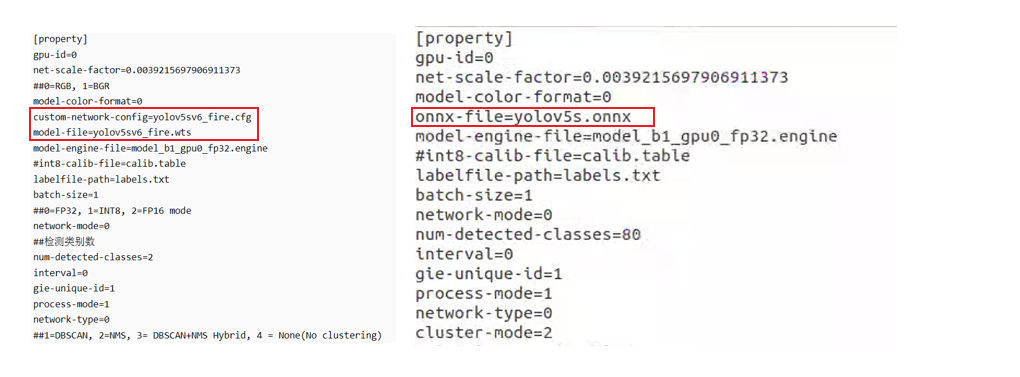 [property]
gpu-id=0
net-scale-factor=0.0039215697906911373
##0=RGB, 1=BGR
model-color-format=0
custom-network-config=yolov5sv6_fire.cfg
model-file=yolov5sv6_fire.wts
model-engine-file=model_b1_gpu0_fp32.engine
#int8-calib-file=calib.table
labelfile-path=labels.txt
batch-size=1
##0=FP32, 1=INT8, 2=FP16 mode
network-mode=0
##检测类别数
num-detected-classes=2
interval=0
gie-unique-id=1
process-mode=1
network-type=0
##1=DBSCAN, 2=NMS, 3= DBSCAN+NMS Hybrid, 4 = None(No clustering)
[property]
gpu-id=0
net-scale-factor=0.0039215697906911373
model-color-format=0
onnx-file=yolov5s.onnx
model-engine-file=model_b1_gpu0_fp32.engine
#int8-calib-file=calib.table
labelfile-path=labels.txt
batch-size=1
network-mode=0
num-detected-classes=80
interval=0
gie-unique-id=1
process-mode=1
network-type=0
cluster-mode=2